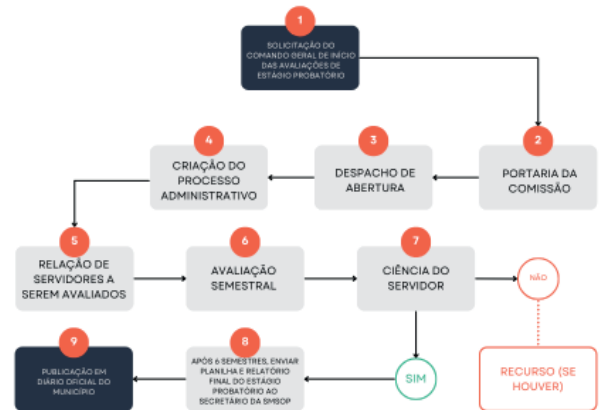 1
SOLICITAÇÃO DO
COMANDO GERAL DE INÍCIO
DAS AVALIAÇÕES DE
ESTÁGIO PROBATÓRIO
4
CRIAÇÃO DO
PROCESSO
ADMINISTRATIVO
3
DESPACHO DE
ABERTURA
2
PORTARIA DA
COMISSÃO
5
RELAÇÃO DE
SERVIDORES A
SEREM AVALIADOS
6
AVALIAÇÃO
SEMESTRAL
7
CIÊNCIA DO
SERVIDOR
NÃO
9
PUBLICAÇÃO EM
DIÁRIO OFICIAL DO
MUNICÍPIO
8
APÓS 6 SEMESTRES, ENVIAR
PLANILHA E RELATÓRIO
FINAL DO ESTÁGIO
PROBATÓRIO AO
SECRETÁRIO DA SMSOP
SIM
RECURSO (SE
HOUVER)